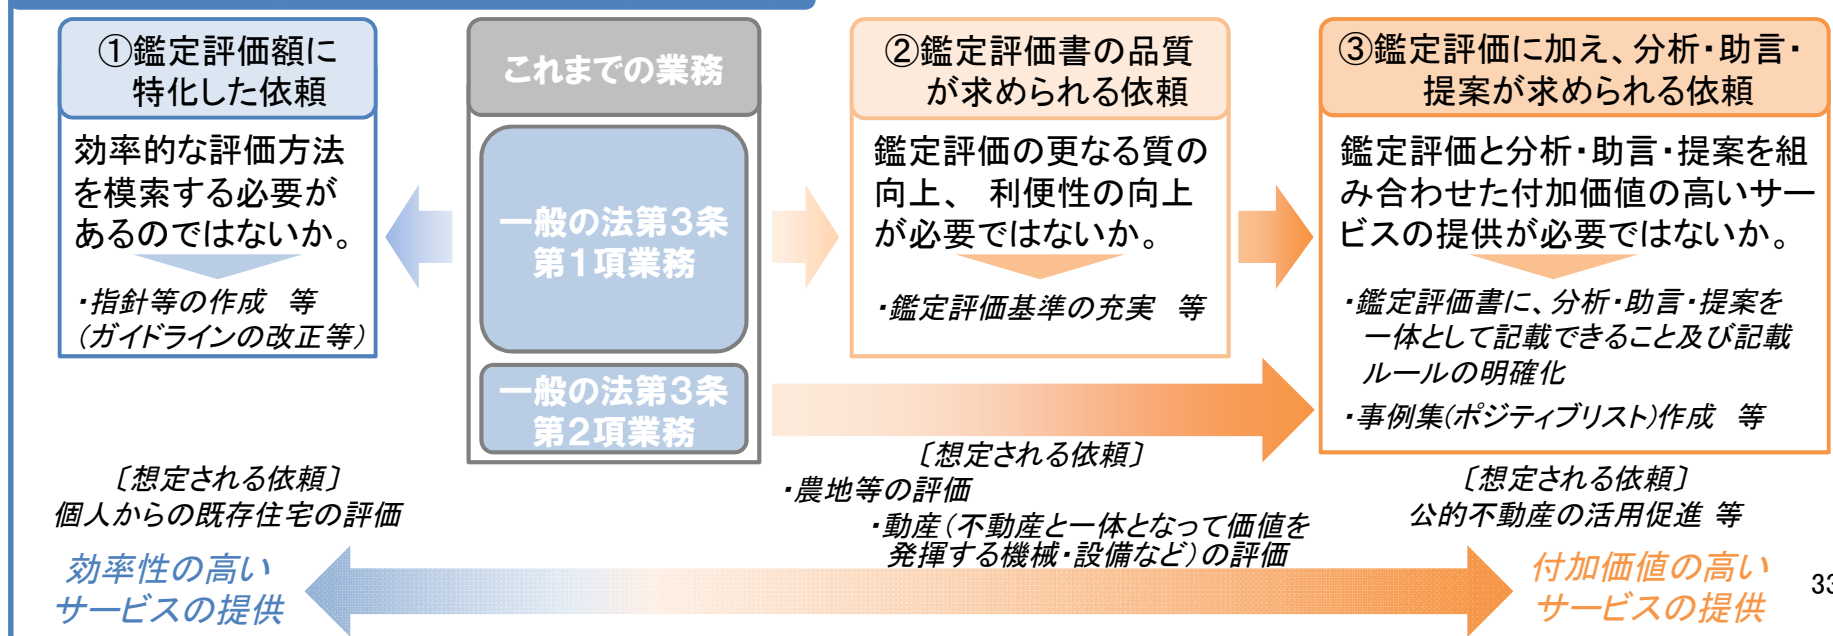 ①鑑定評価額に
特化した依頼
効率的な評価方法
を模索する必要が
あるのではないか。
・指針等の作成　等
(ガイドラインの改正等)
〔想定される依頼〕
個人からの既存住宅の評価
これまでの業務
一般の法第3条
第1項業務
一般の法第3条
第2項業務
②鑑定評価書の品質
が求められる依頼
鑑定評価の更なる質の
向上、 利便性の向上
が必要ではないか。
・鑑定評価基準の充実　等
〔想定される依頼〕
・農地等の評価
・動産(不動産と一体となって価値を
発揮する機械・設備など)の評価
③鑑定評価に加え、分析・助言・
提案が求められる依頼
鑑定評価と分析・助言・提案を組
み合わせた付加価値の高いサー
ビスの提供が必要ではないか。
・鑑定評価書に、分析・助言・提案を
一体として記載できること及び記載
ルールの明確化
・事例集(ポジティブリスト)作成　等
〔想定される依頼〕
公的不動産の活用促進 等
効率性の高い
サービスの提供
付加価値の高い
サービスの提供
33